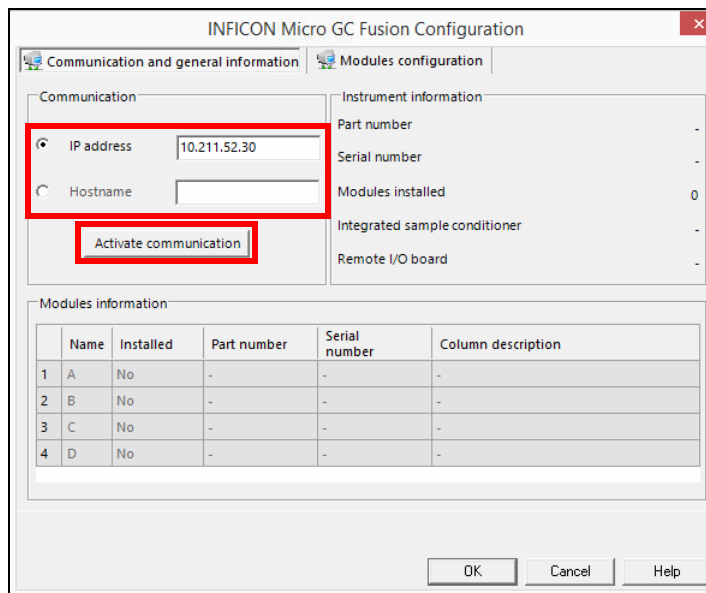 INFICON Micro GC Fusion Configuration
Communication and general information
Modules configuration
Communication
IP address
10.211.52.30
Hostname
Activate communication
Instrument information
Part number -
Serial number -
Modules installed 0
Integrated sample conditioner -
Remote I/O board -
Modules information
Name Installed Part number Serial number Column description
1 A No - - -
2 B No - - -
3 C No - - -
4 D No - - -
OK Cancel Help